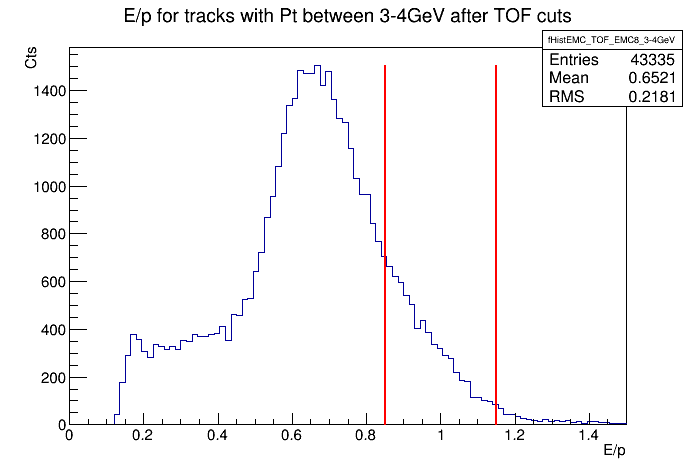 E/p for tracks with Pt between 3-4GeV after TOF cuts
fHistEMC_TOF_EMC8_3-4GeV
Entries 43335
Mean 0.6521
RMS 0.2181
Cts
1400
1200
1000
800
600
400
200
0
0 0.2 0.4 0.6 0.8 1 1.2 1.4
E/p